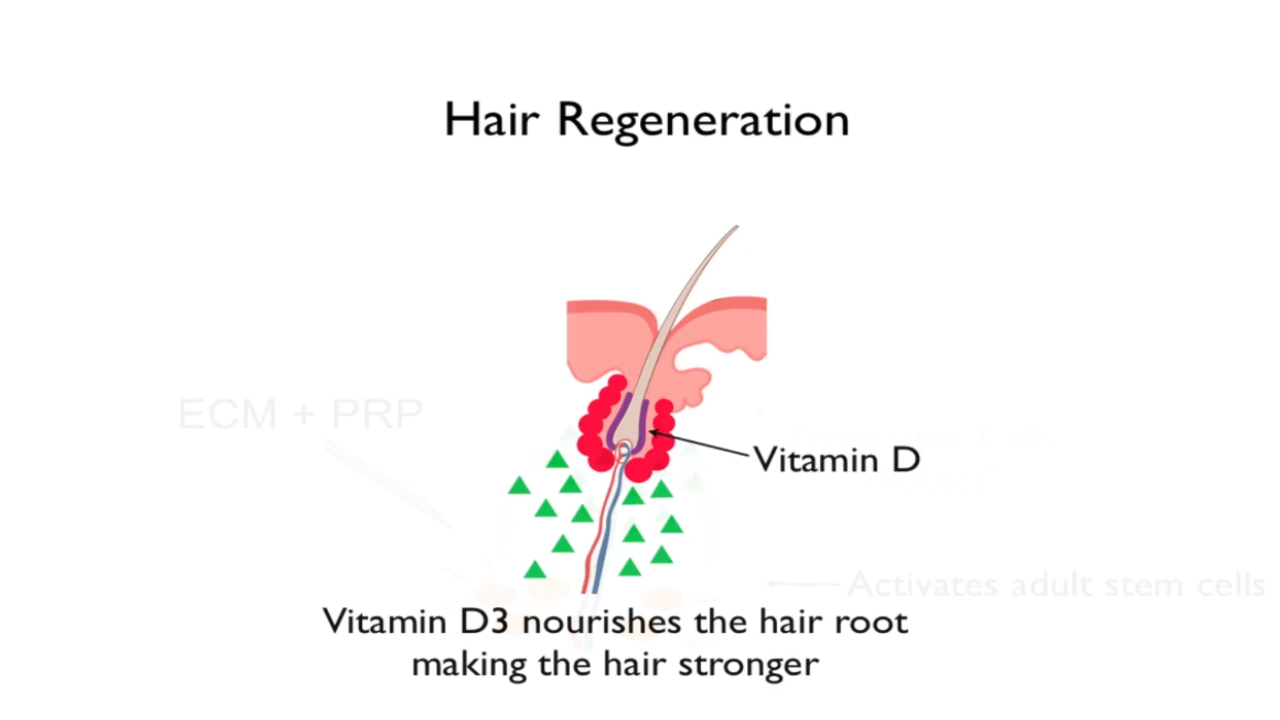 Hair Regeneration
ECM + PRP
Vitamin D
Activates adult stem cells
Vitamin D3 nourishes the hair root
making the hair stronger